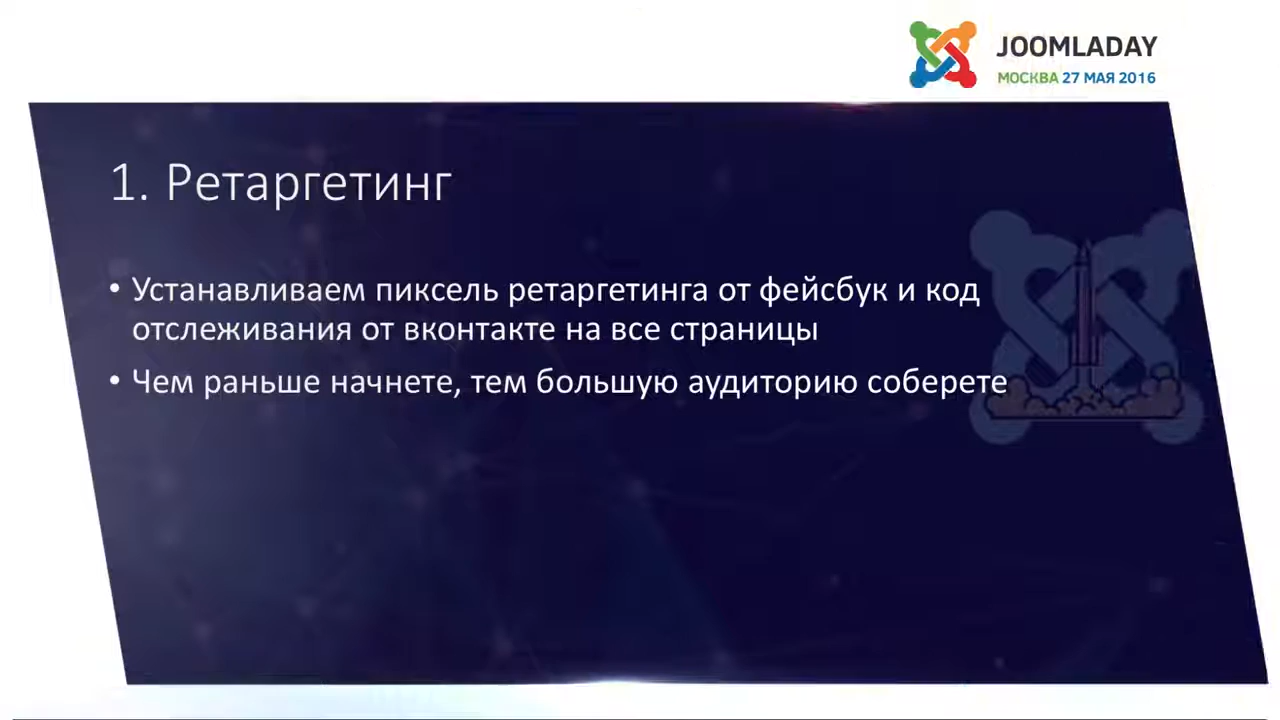 JOOMLADAY
МОСКВА 27 МАЯ 2016
1. Ретаргетинг
• Устанавливаем пиксель ретаргетинга от фейсбук и код
отслеживания от вконтакте на все страницы
• Чем раньше начнете, тем большую аудиторию соберете